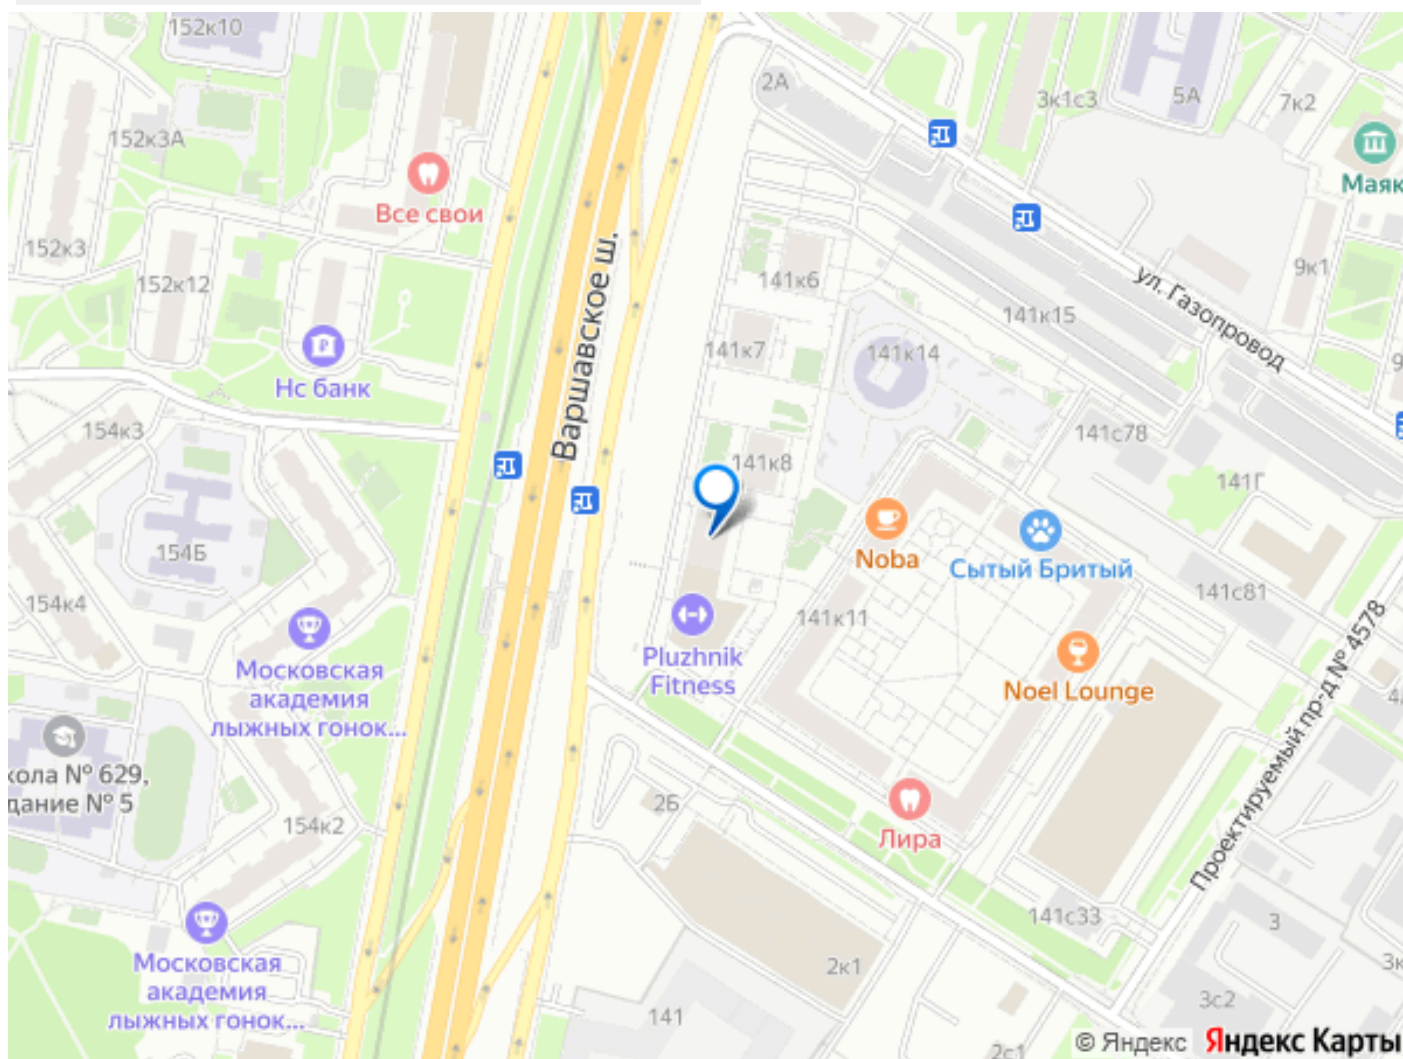 152к10
2А
3к1с3
5А
7к2
152к3А
Маяк
Все свои
152к3
152к12
141к6
9к1
ул. Газопровод
141к15
Варшавское ш.
141к7
141к14
Нс банк
154к3
141к8
141с78
141Г
154Б
Noba
Сытый Бритый
154к4
141к11
141с81
Pluzhnik
Fitness
Московская
академия
лыжных гонок...
Noel Lounge
Проектируемый пр-д № 4578
кола № 629,
дание № 5
2Б
154к2
Лира
141с33
3
Московская
академия
лыжных гонок...
2к1
3к
3с2
141
2с1
© Яндекс Яндекс Карты